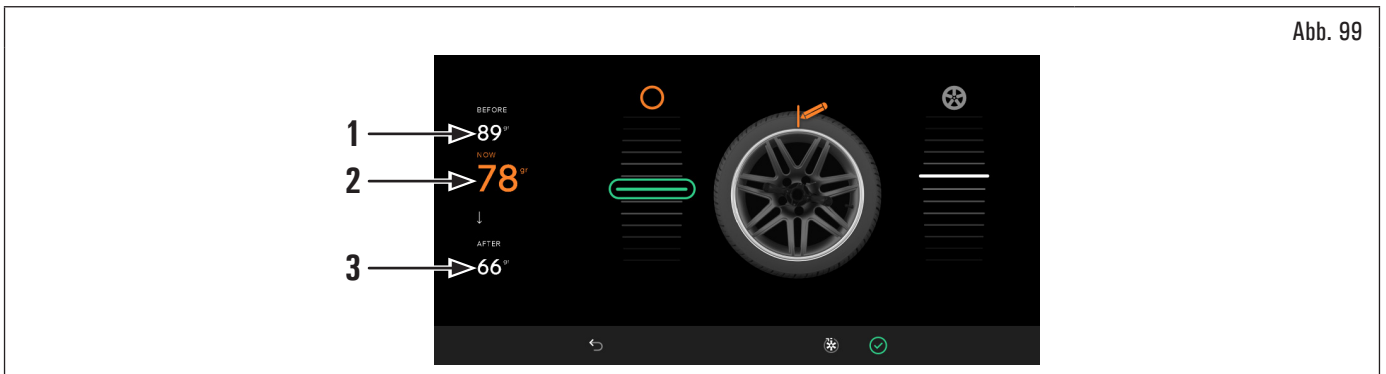 Abb. 99
BEFORE
1 89 gr
NOW
2 78 gr
↓
AFTER
3 66 gr